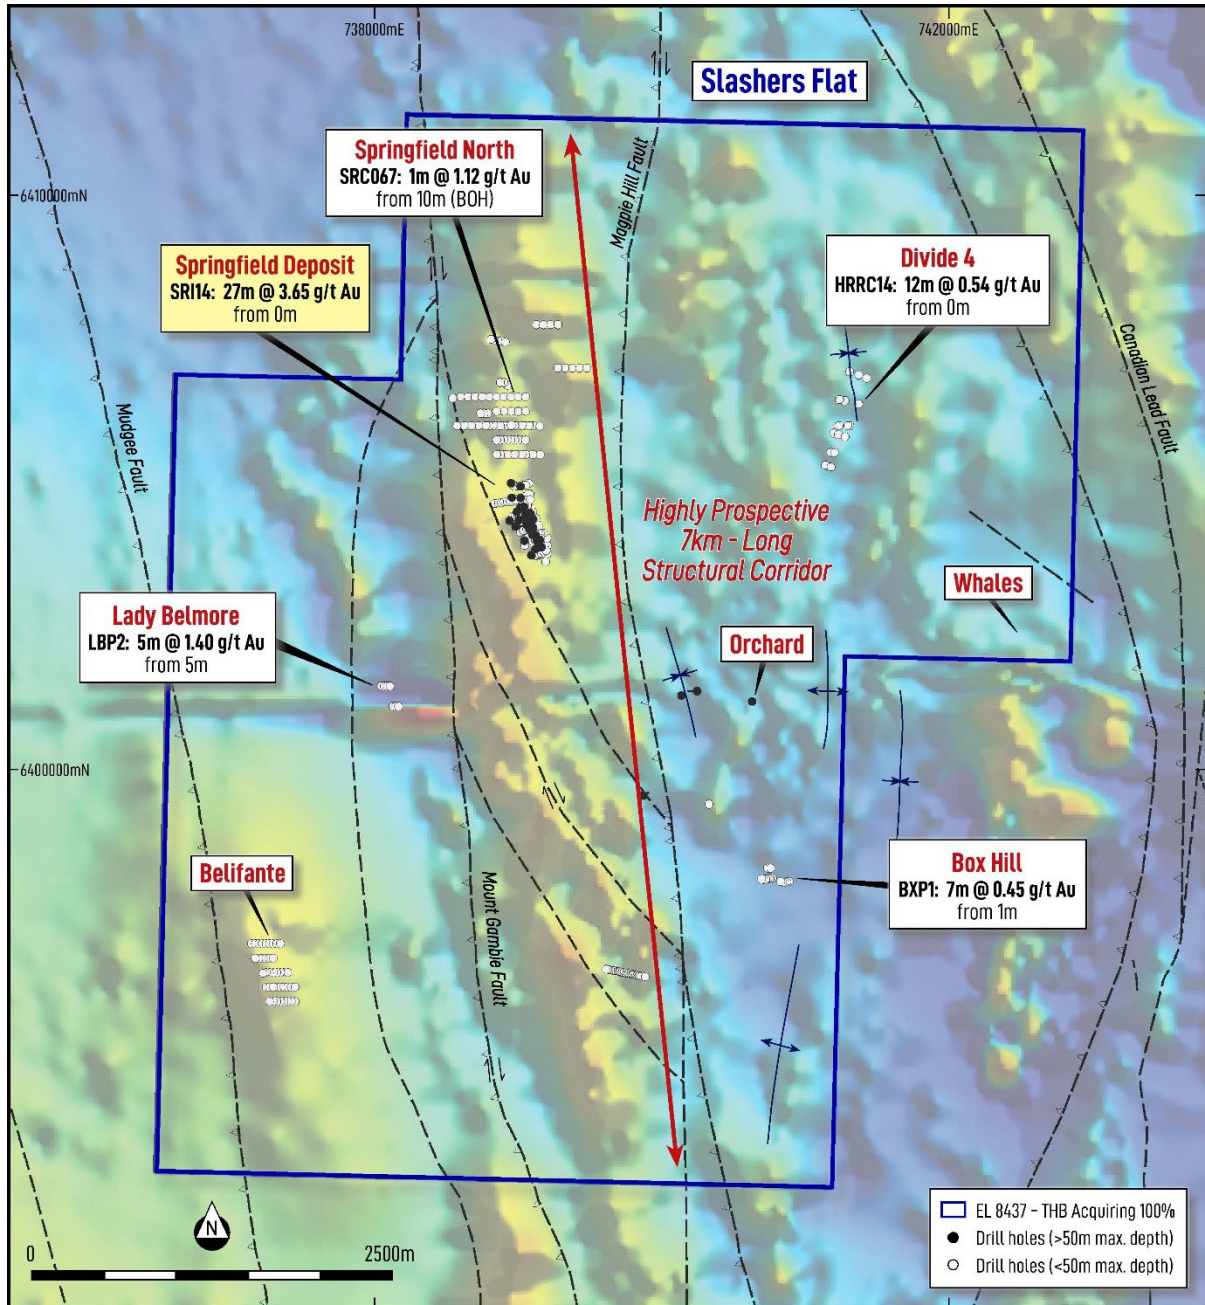 738000mE
742000mE
Slashers Flat
Springfield North
SRC067: 1m @ 1.12 g/t Au
from 10m (BOH)
Magpie Hill Fault
6410000mN
Springfield Deposit
SRI14: 27m @ 3.65 g/t Au
from 0m
Divide 4
HRRC14: 12m @ 0.54 g/t Au
from 0m
Canadian Lead Fault
Mudgee Fault
Highly Prospective
7km - Long
Structural Corridor
Whales
Lady Belmore
LBP2: 5m @ 1.40 g/t Au
from 5m
Orchard
6400000mN
Belifante
Box Hill
BXP1: 7m @ 0.45 g/t Au
from 1m
Mount Gambie Fault
N
0
2500m
EL 8437 - THB Acquiring 100%
Drill holes (>50m max. depth)
Drill holes (<50m max. depth)